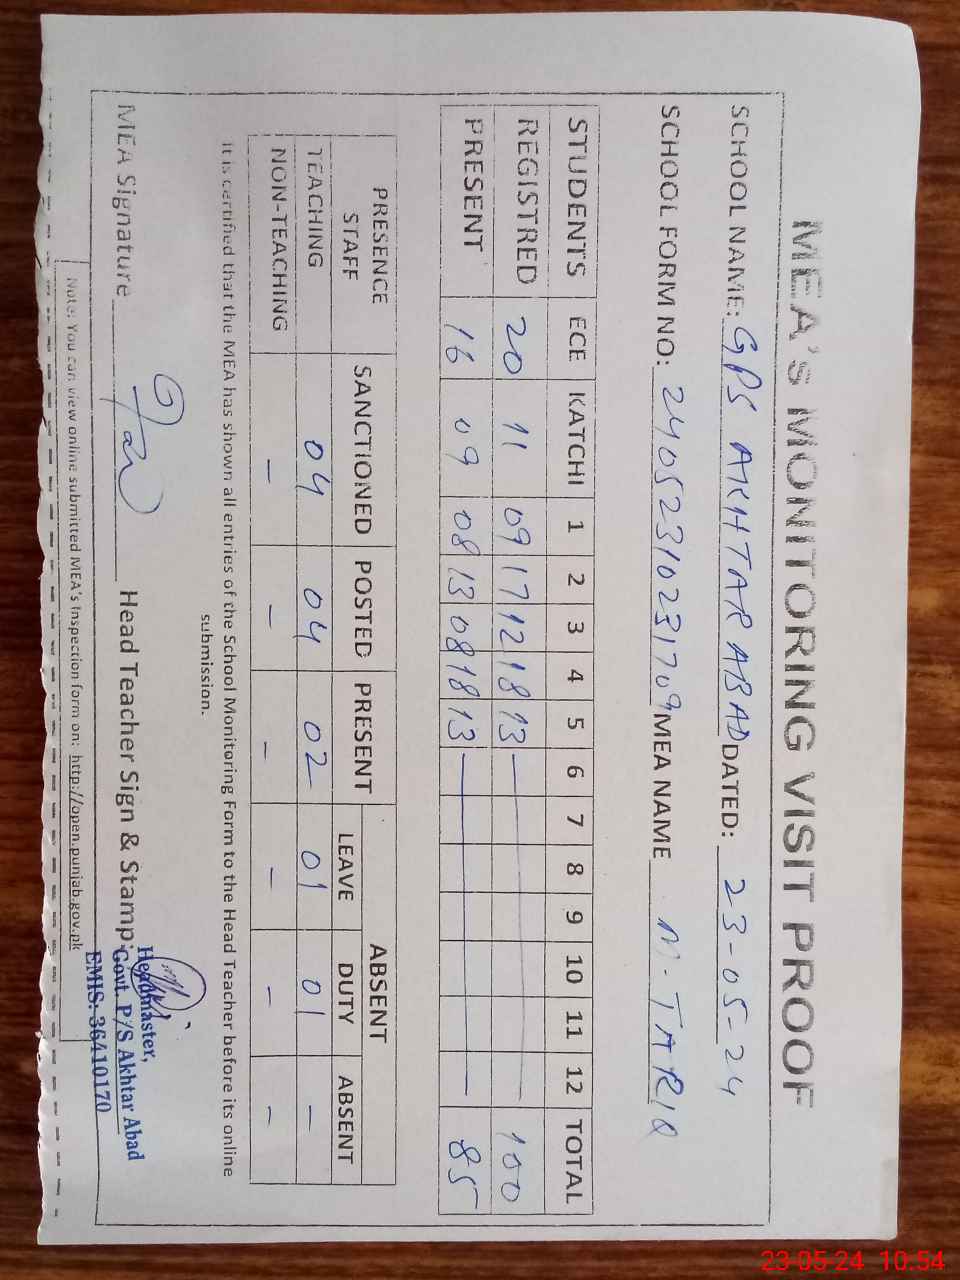 MEA'S MONITORING VISIT PROOF
SCHOOL NAME: GPS AKHTAR ABAD DATED: 23-05-24
SCHOOL FORM NO: 24052310231709 MEA NAME M. TARIQ
STUDENTS ECE KATCHI 1 2 3 4 5 6 7 8 9 10 11 12 TOTAL
REGISTRED 20 11 09 17 12 18 13 — 100
PRESENT 16 09 08 13 08 18 13 — 85
PRESENCE STAFF SANCTIONED POSTED PRESENT ABSENT
LEAVE DUTY ABSENT
TEACHING 04 04 02 01 01 -
NON-TEACHING - - - - - -
It is certified that the MEA has shown all entries of the School Monitoring Form to the Head Teacher before its online
submission.
MEA Signature Head Teacher Sign & Stamp:
Headmaster,
Govt. P/S Akhtar Abad
EMIS: 36410170
Note: You can view online submitted MEA's Inspection form on: http://open.punjab.gov.pk
23-05-24 10:54